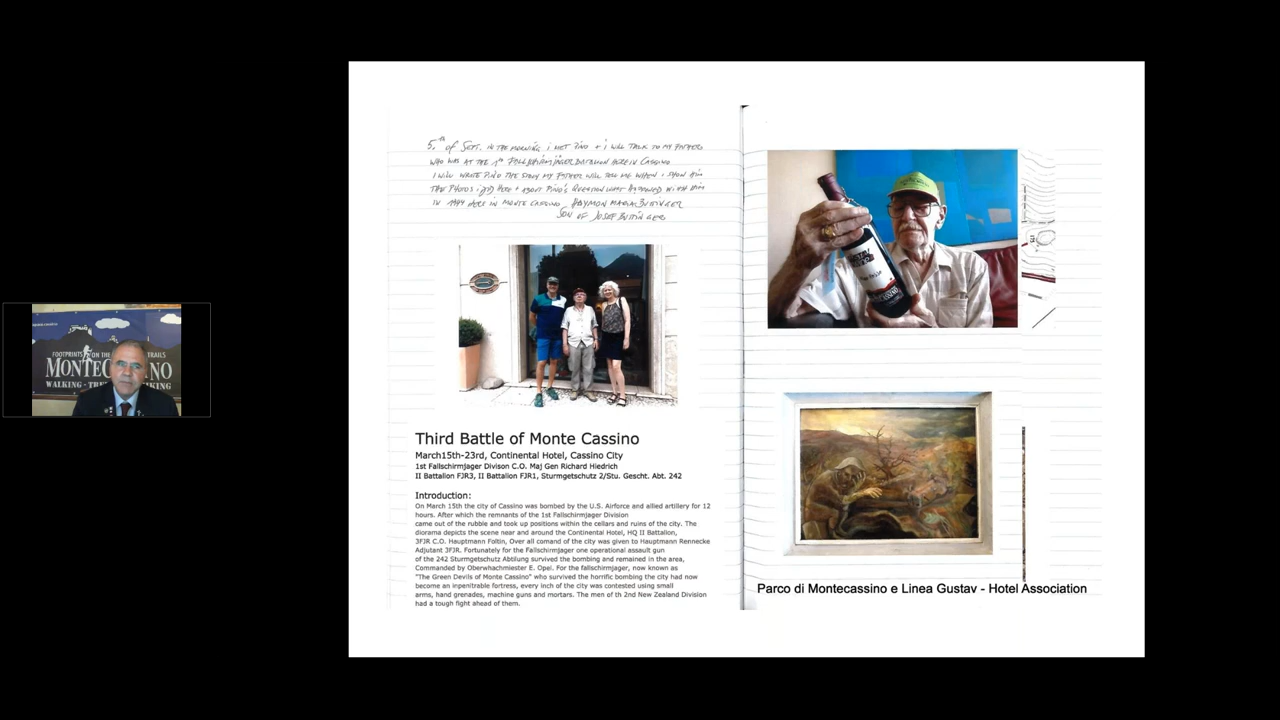 5.th of Sept. in the morning i met Pino + i will talk to my father
who was at the 1st Fallshirmjäger Batalion here in Cassino
i will write Pino the story my father will tell me when i show him
the photos i did here + about Pino's question what happened with him
in 1944 here in Monte Cassino.
Son of Josef
Third Battle of Monte Cassino
March15th-23rd, Continental Hotel, Cassino City
1st Fallschirmjager Divison C.O. Maj Gen Richard Hiedrich
II Battalion FJR3, II Battalion FJR1, Sturmgetschutz 2/Stu. Gescht. Abt. 242
Introduction:
On March 15th the city of Cassino was bombed by the U.S. Airforce and allied artillery for 12
hours. After which the remnants of the 1st Fallschirmjager Division
came out of the rubble and took up positions within the cellars and ruins of the city. The
diorama depicts the scene near and around the Continental Hotel, HQ II Battalion,
3FJR C.O. Hauptmann Foltin, Over all comand of the city was given to Hauptmann Rennecke
Adjutant 3FJR. Fortunately for the Fallschirmjager one operational assault gun
of the 242 Sturmgetschutz Abtilung survived the bombing and remained in the area,
Commanded by Oberwachmiester E. Opel. For the fallschirmjager, now known as
"The Green Devils of Monte Cassino" who survived the horrific bombing the city had now
become an inpenitrable fortress, every inch of the city was contested using small
arms, hand grenades, machine guns and mortars. The men of th 2nd New Zealand Division
had a tough fight ahead of them.
Parco di Montecassino e Linea Gustav - Hotel Association
FOOTPRINTS ON THE TRAILS
MONTEC NO
WALKING - TRE KING